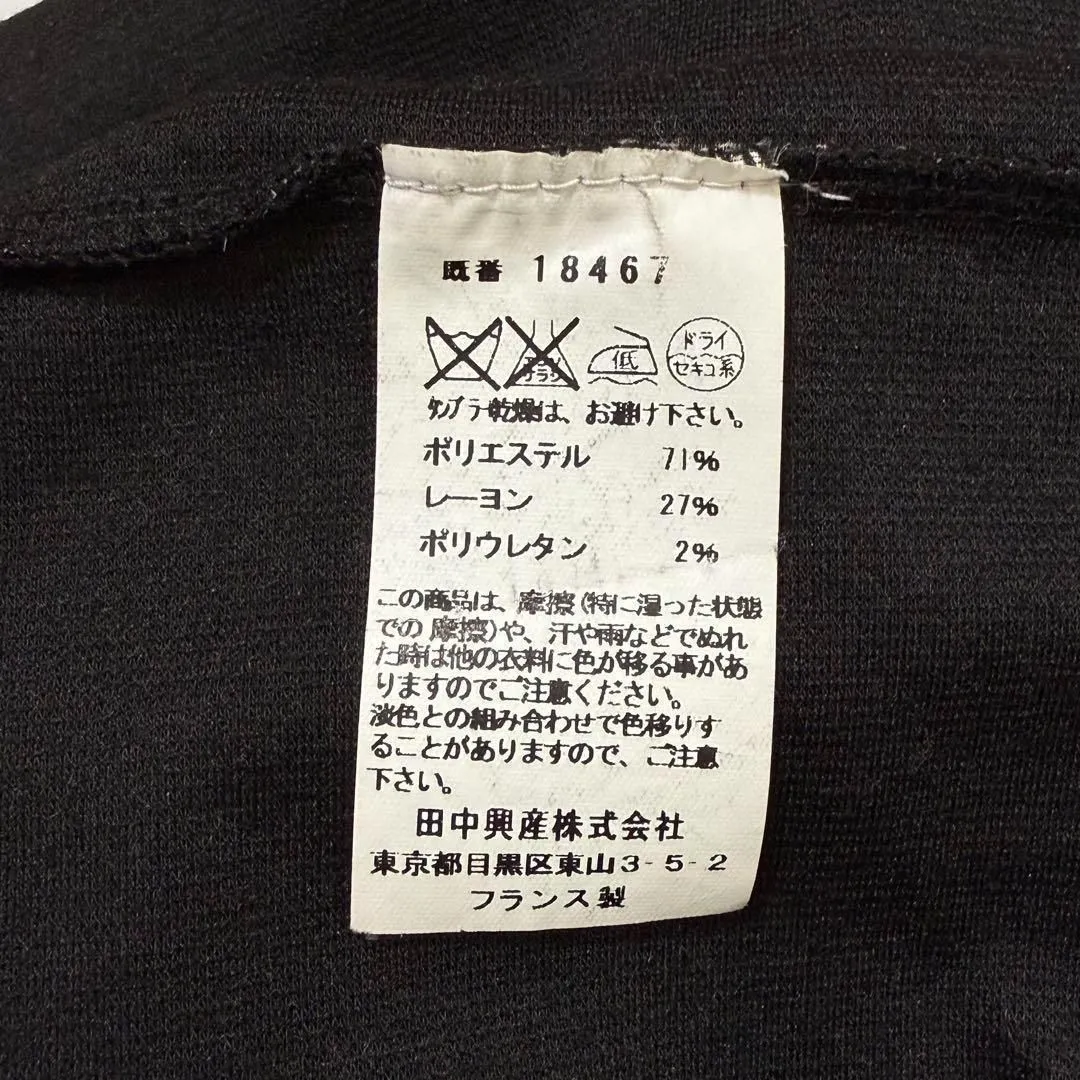 既番 18467
低
ドライ
セキユ系
タンブラー乾燥は、お避け下さい。
ポリエステル 71%
レーヨン 27%
ポリウレタン 2%
この商品は、摩擦(特に湿った状態
での摩擦)や、汗や雨などでぬれ
た時は他の衣料に色が移る事があ
りますのでご注意ください。
淡色との組み合わせで色移りす
ることがありますので、ご注意
下さい。
田中興産株式会社
東京都目黒区東山3-5-2
フランス製